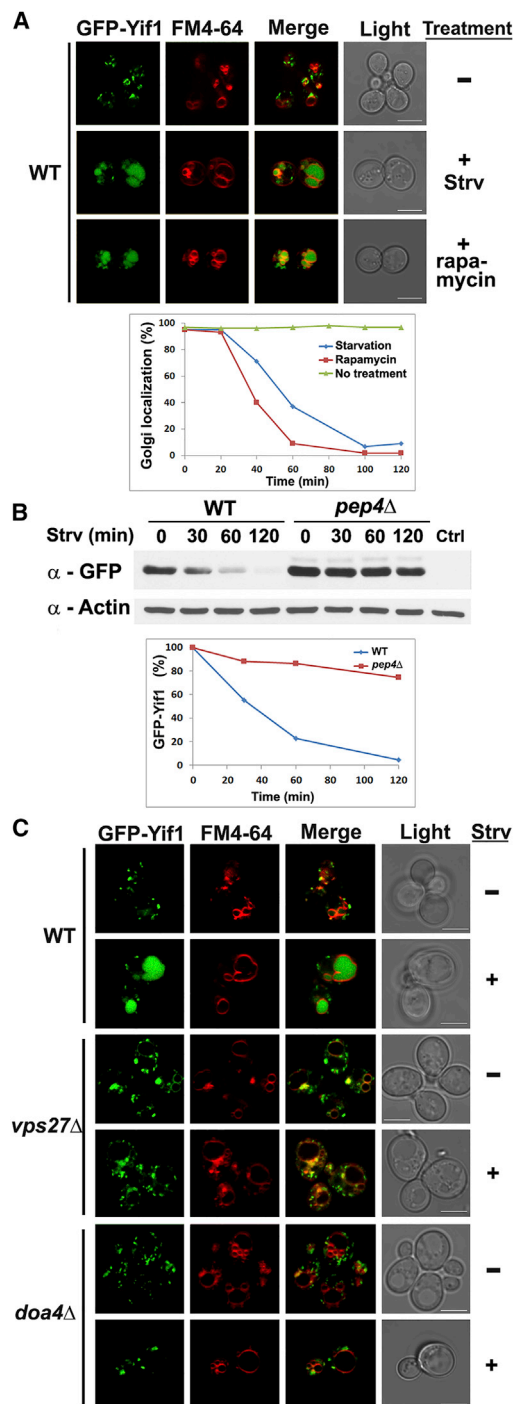 A
GFP-Yif1 FM4-64 Merge Light Treatment
–
WT
+
Strv
+
rapa-
mycin
Golgi localization (%)
100
80
60
40
20
0
Starvation
Rapamycin
No treatment
0 20 40 60 80 100 120
Time (min)
B
WT pep4Δ
Strv (min) 0 30 60 120 0 30 60 120 Ctrl
α - GFP
α - Actin
GFP-Yif1 (%)
100
80
60
40
20
0
WT
pep4Δ
0 20 40 60 80 100 120
Time (min)
C
GFP-Yif1 FM4-64 Merge Light Strv
WT
–
+
vps27Δ
–
+
doa4Δ
–
+